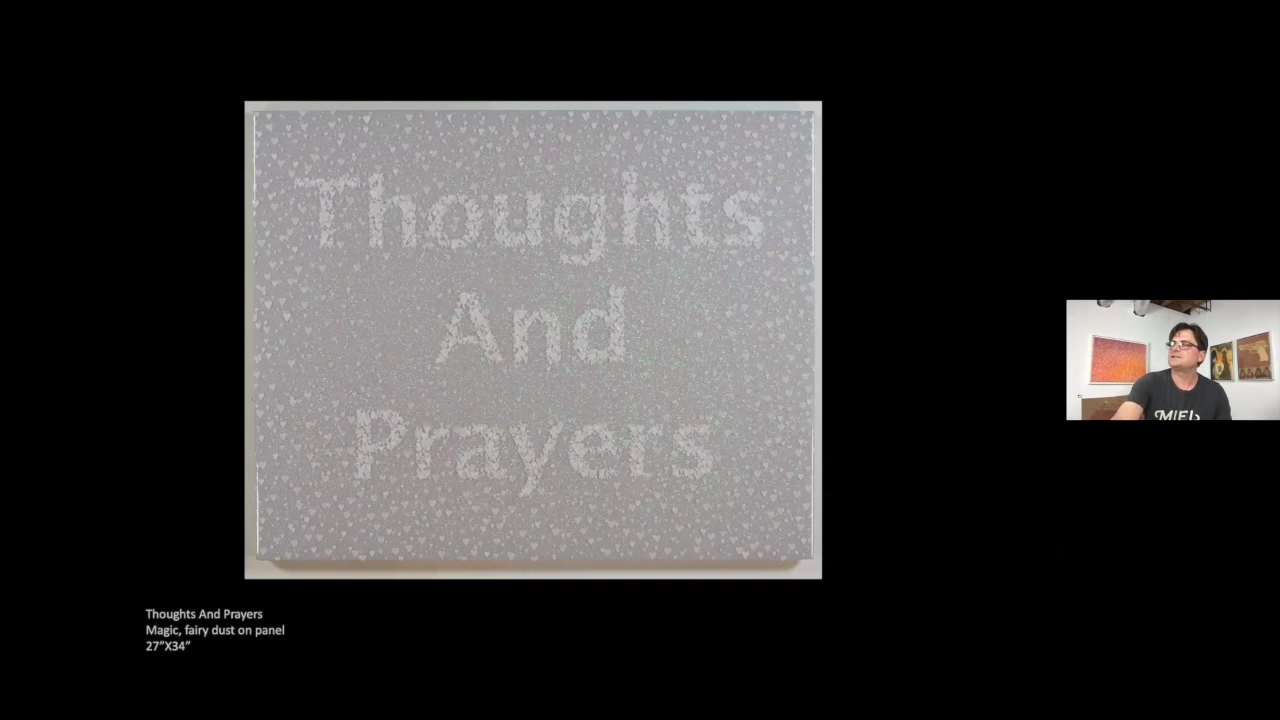 Thoughts
And
Prayers
Thoughts And Prayers
Magic, fairy dust on panel
27”X34”